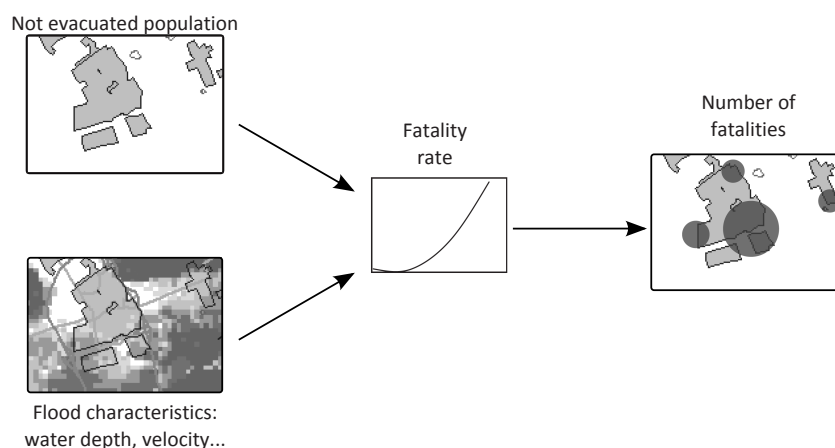 Not evacuated population
Fatality
rate
Number of
fatalities
Flood characteristics:
water depth, velocity...